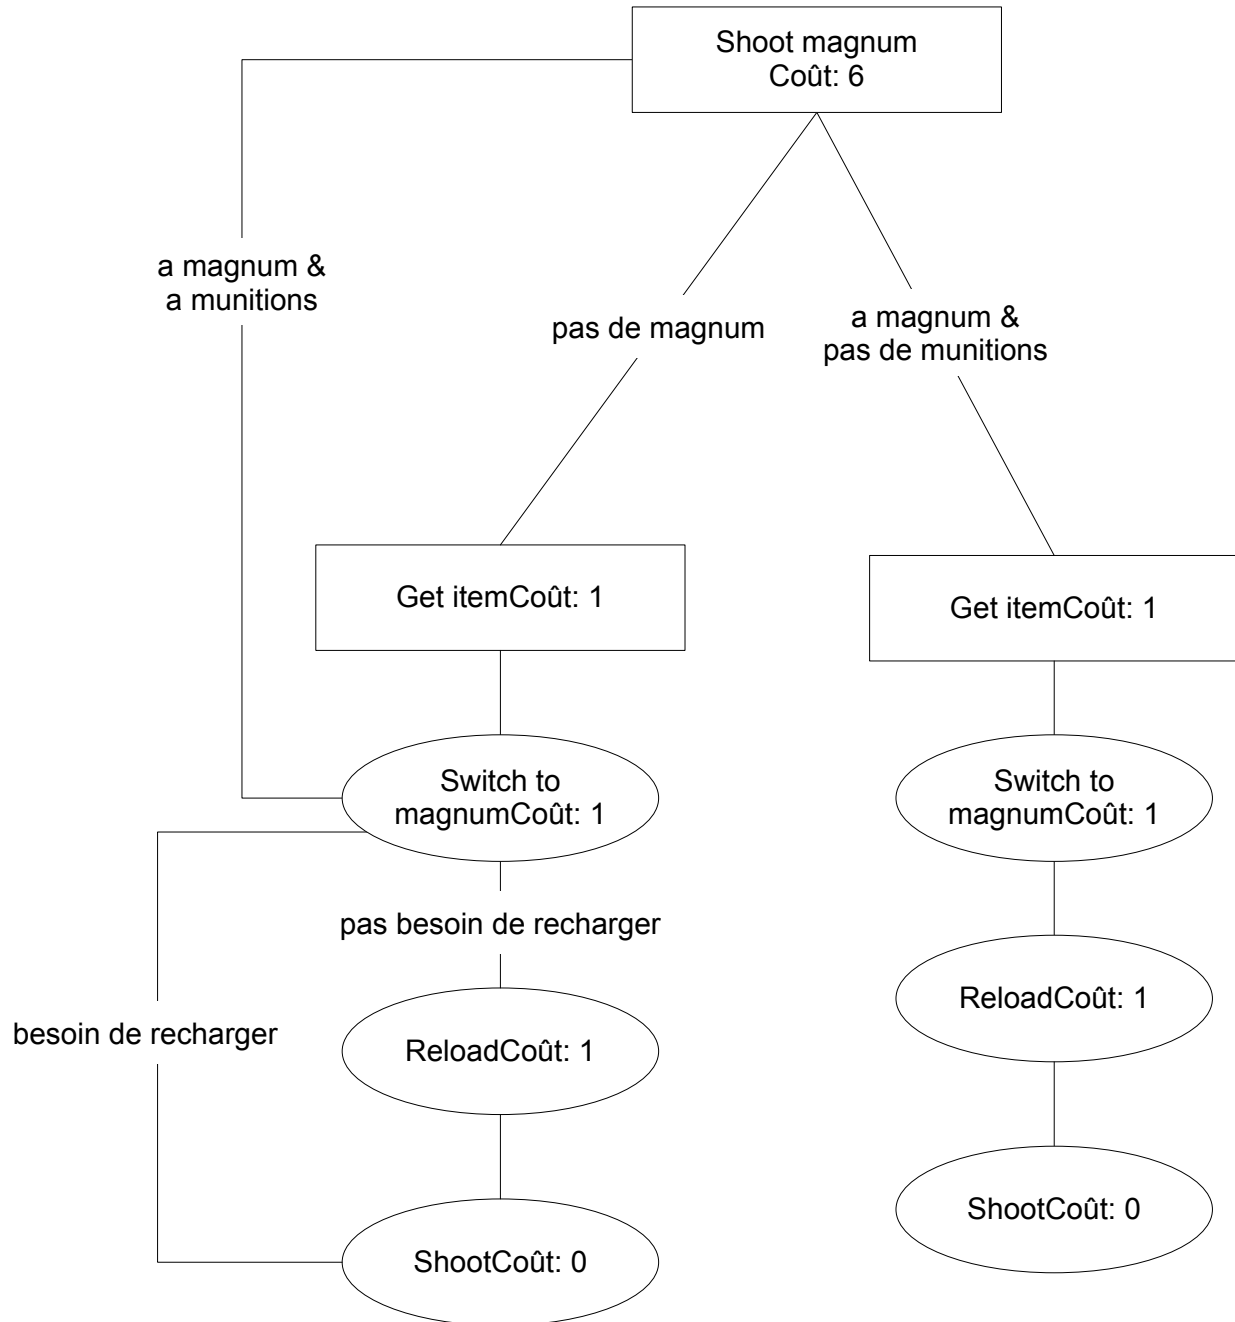 Shoot magnum
Coût: 6
a magnum &
a munitions
pas de magnum
a magnum &
pas de munitions
Get itemCoût: 1
Get itemCoût: 1
Switch to
magnumCoût: 1
Switch to
magnumCoût: 1
pas besoin de recharger
besoin de recharger
ReloadCoût: 1
ReloadCoût: 1
ShootCoût: 0
ShootCoût: 0